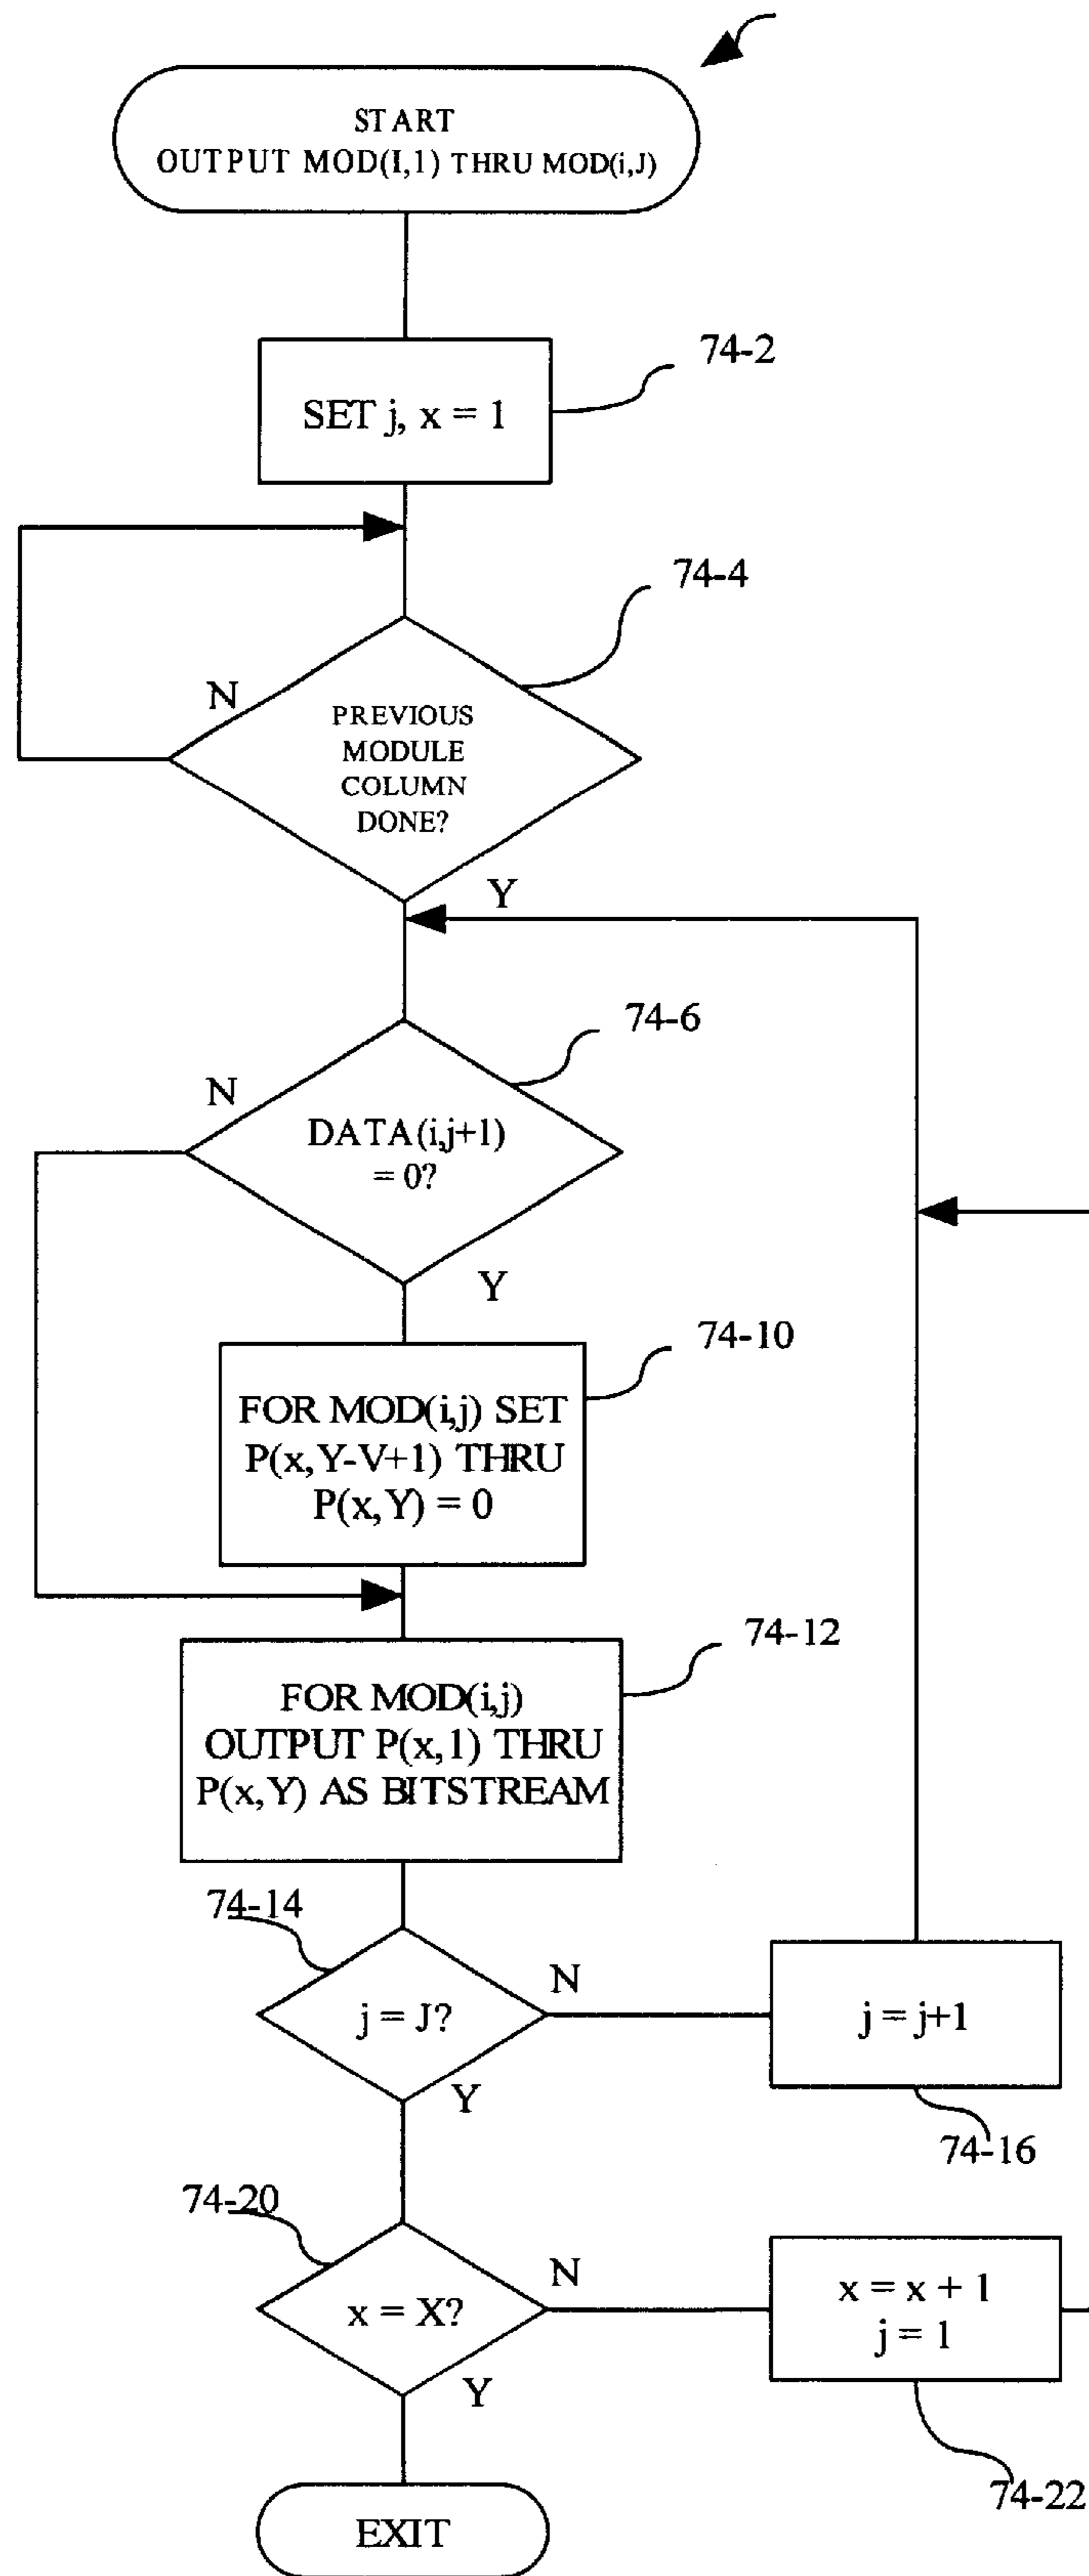 START
OUTPUT MOD(I,1) THRU MOD(i,J)
74-2
SET j, x = 1
74-4
N
PREVIOUS
MODULE
COLUMN
DONE?
Y
74-6
N
DATA(i,j+1)
= 0?
Y
74-10
FOR MOD(i,j) SET
P(x,Y-V+1) THRU
P(x,Y) = 0
74-12
FOR MOD(i,j)
OUTPUT P(x,1) THRU
P(x,Y) AS BITSTREAM
74-14
N
j = J?
j = j+1
Y
74-16
74-20
N
x = X?
x = x + 1
j = 1
Y
74-22
EXIT